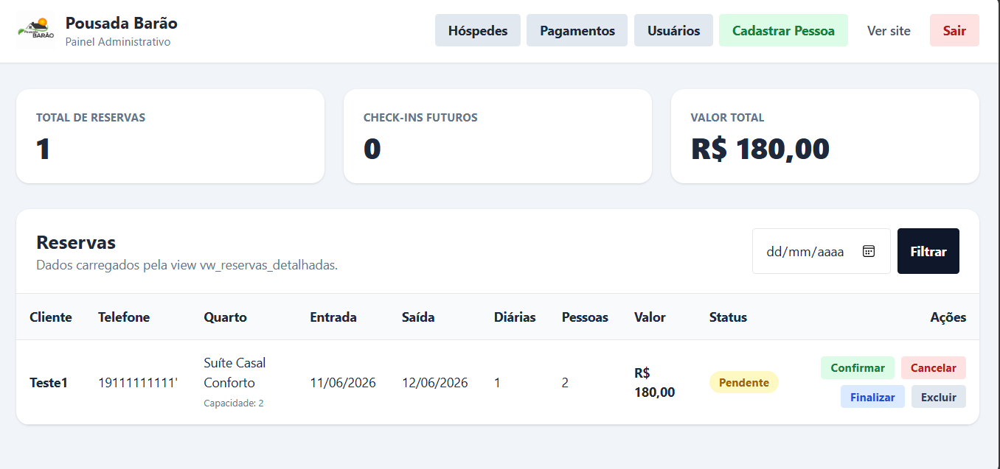 Pousada BARÃO
Pousada Barão
Painel Administrativo
Hóspedes
Pagamentos
Usuários
Cadastrar Pessoa
Ver site
Sair
TOTAL DE RESERVAS
1
CHECK-INS FUTUROS
0
VALOR TOTAL
R$ 180,00
Reservas
Dados carregados pela view vw_reservas_detalhadas.
dd/mm/aaaa
Filtrar
Cliente Telefone Quarto Entrada Saída Diárias Pessoas Valor Status Ações
Teste1
19111111111'
Suíte Casal
Conforto
Capacidade: 2
11/06/2026
12/06/2026
1
2
R$
180,00
Pendente
Confirmar
Cancelar
Finalizar
Excluir